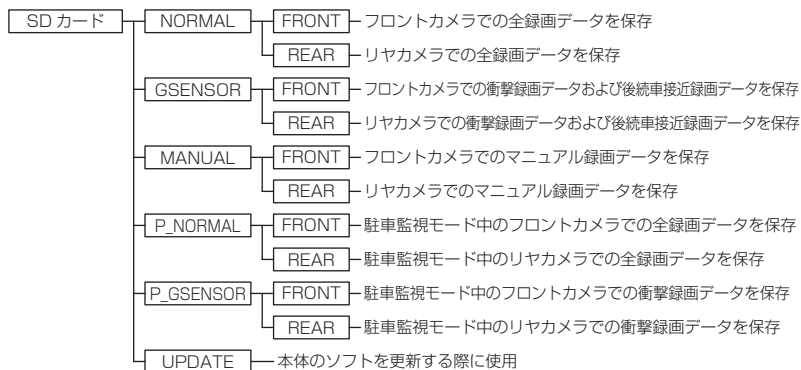 SD カード NORMAL FRONT フロントカメラでの全録画データを保存
REAR リヤカメラでの全録画データを保存
GSENSOR FRONT フロントカメラでの衝撃録画データおよび後続車接近録画データを保存
REAR リヤカメラでの衝撃録画データおよび後続車接近録画データを保存
MANUAL FRONT フロントカメラでのマニュアル録画データを保存
REAR リヤカメラでのマニュアル録画データを保存
P_NORMAL FRONT 駐車監視モード中のフロントカメラでの全録画データを保存
REAR 駐車監視モード中のリヤカメラでの全録画データを保存
P_GSENSOR FRONT 駐車監視モード中のフロントカメラでの衝撃録画データを保存
REAR 駐車監視モード中のリヤカメラでの衝撃録画データを保存
UPDATE 本体のソフトを更新する際に使用